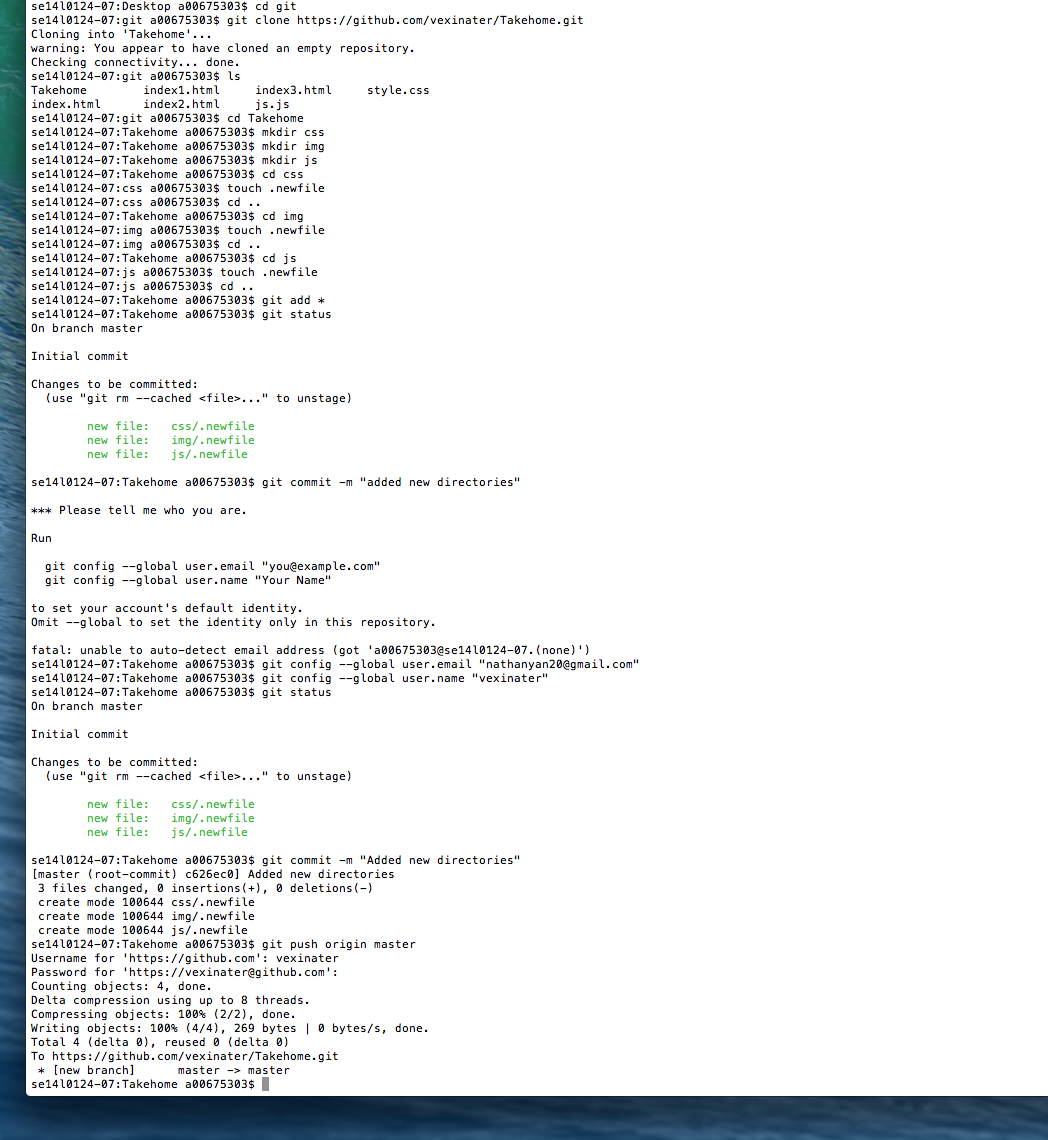 se14l0124-07:Desktop a00675303$ cd git
se14l0124-07:git a00675303$ git clone https://github.com/vexinater/Takehome.git
Cloning into 'Takehome'...
warning: You appear to have cloned an empty repository.
Checking connectivity... done.
se14l0124-07:git a00675303$ ls
Takehome        index1.html     index3.html     style.css
index.html      index2.html     js.js
se14l0124-07:git a00675303$ cd Takehome
se14l0124-07:Takehome a00675303$ mkdir css
se14l0124-07:Takehome a00675303$ mkdir img
se14l0124-07:Takehome a00675303$ mkdir js
se14l0124-07:Takehome a00675303$ cd css
se14l0124-07:css a00675303$ touch .newfile
se14l0124-07:css a00675303$ cd ..
se14l0124-07:Takehome a00675303$ cd img
se14l0124-07:img a00675303$ touch .newfile
se14l0124-07:img a00675303$ cd ..
se14l0124-07:Takehome a00675303$ cd js
se14l0124-07:js a00675303$ touch .newfile
se14l0124-07:js a00675303$ cd ..
se14l0124-07:Takehome a00675303$ git add *
se14l0124-07:Takehome a00675303$ git status
On branch master

Initial commit

Changes to be committed:
  (use "git rm --cached <file>..." to unstage)

        new file:   css/.newfile
        new file:   img/.newfile
        new file:   js/.newfile

se14l0124-07:Takehome a00675303$ git commit -m "added new directories"

*** Please tell me who you are.

Run

  git config --global user.email "you@example.com"
  git config --global user.name "Your Name"

to set your account's default identity.
Omit --global to set the identity only in this repository.

fatal: unable to auto-detect email address (got 'a00675303@se14l0124-07.(none)')
se14l0124-07:Takehome a00675303$ git config --global user.email "nathanyan20@gmail.com"
se14l0124-07:Takehome a00675303$ git config --global user.name "vexinater"
se14l0124-07:Takehome a00675303$ git status
On branch master

Initial commit

Changes to be committed:
  (use "git rm --cached <file>..." to unstage)

        new file:   css/.newfile
        new file:   img/.newfile
        new file:   js/.newfile

se14l0124-07:Takehome a00675303$ git commit -m "Added new directories"
[master (root-commit) c626ec0] Added new directories
 3 files changed, 0 insertions(+), 0 deletions(-)
 create mode 100644 css/.newfile
 create mode 100644 img/.newfile
 create mode 100644 js/.newfile
se14l0124-07:Takehome a00675303$ git push origin master
Username for 'https://github.com': vexinater
Password for 'https://vexinater@github.com':
Counting objects: 4, done.
Delta compression using up to 8 threads.
Compressing objects: 100% (2/2), done.
Writing objects: 100% (4/4), 269 bytes | 0 bytes/s, done.
Total 4 (delta 0), reused 0 (delta 0)
To https://github.com/vexinater/Takehome.git
 * [new branch]      master -> master
se14l0124-07:Takehome a00675303$